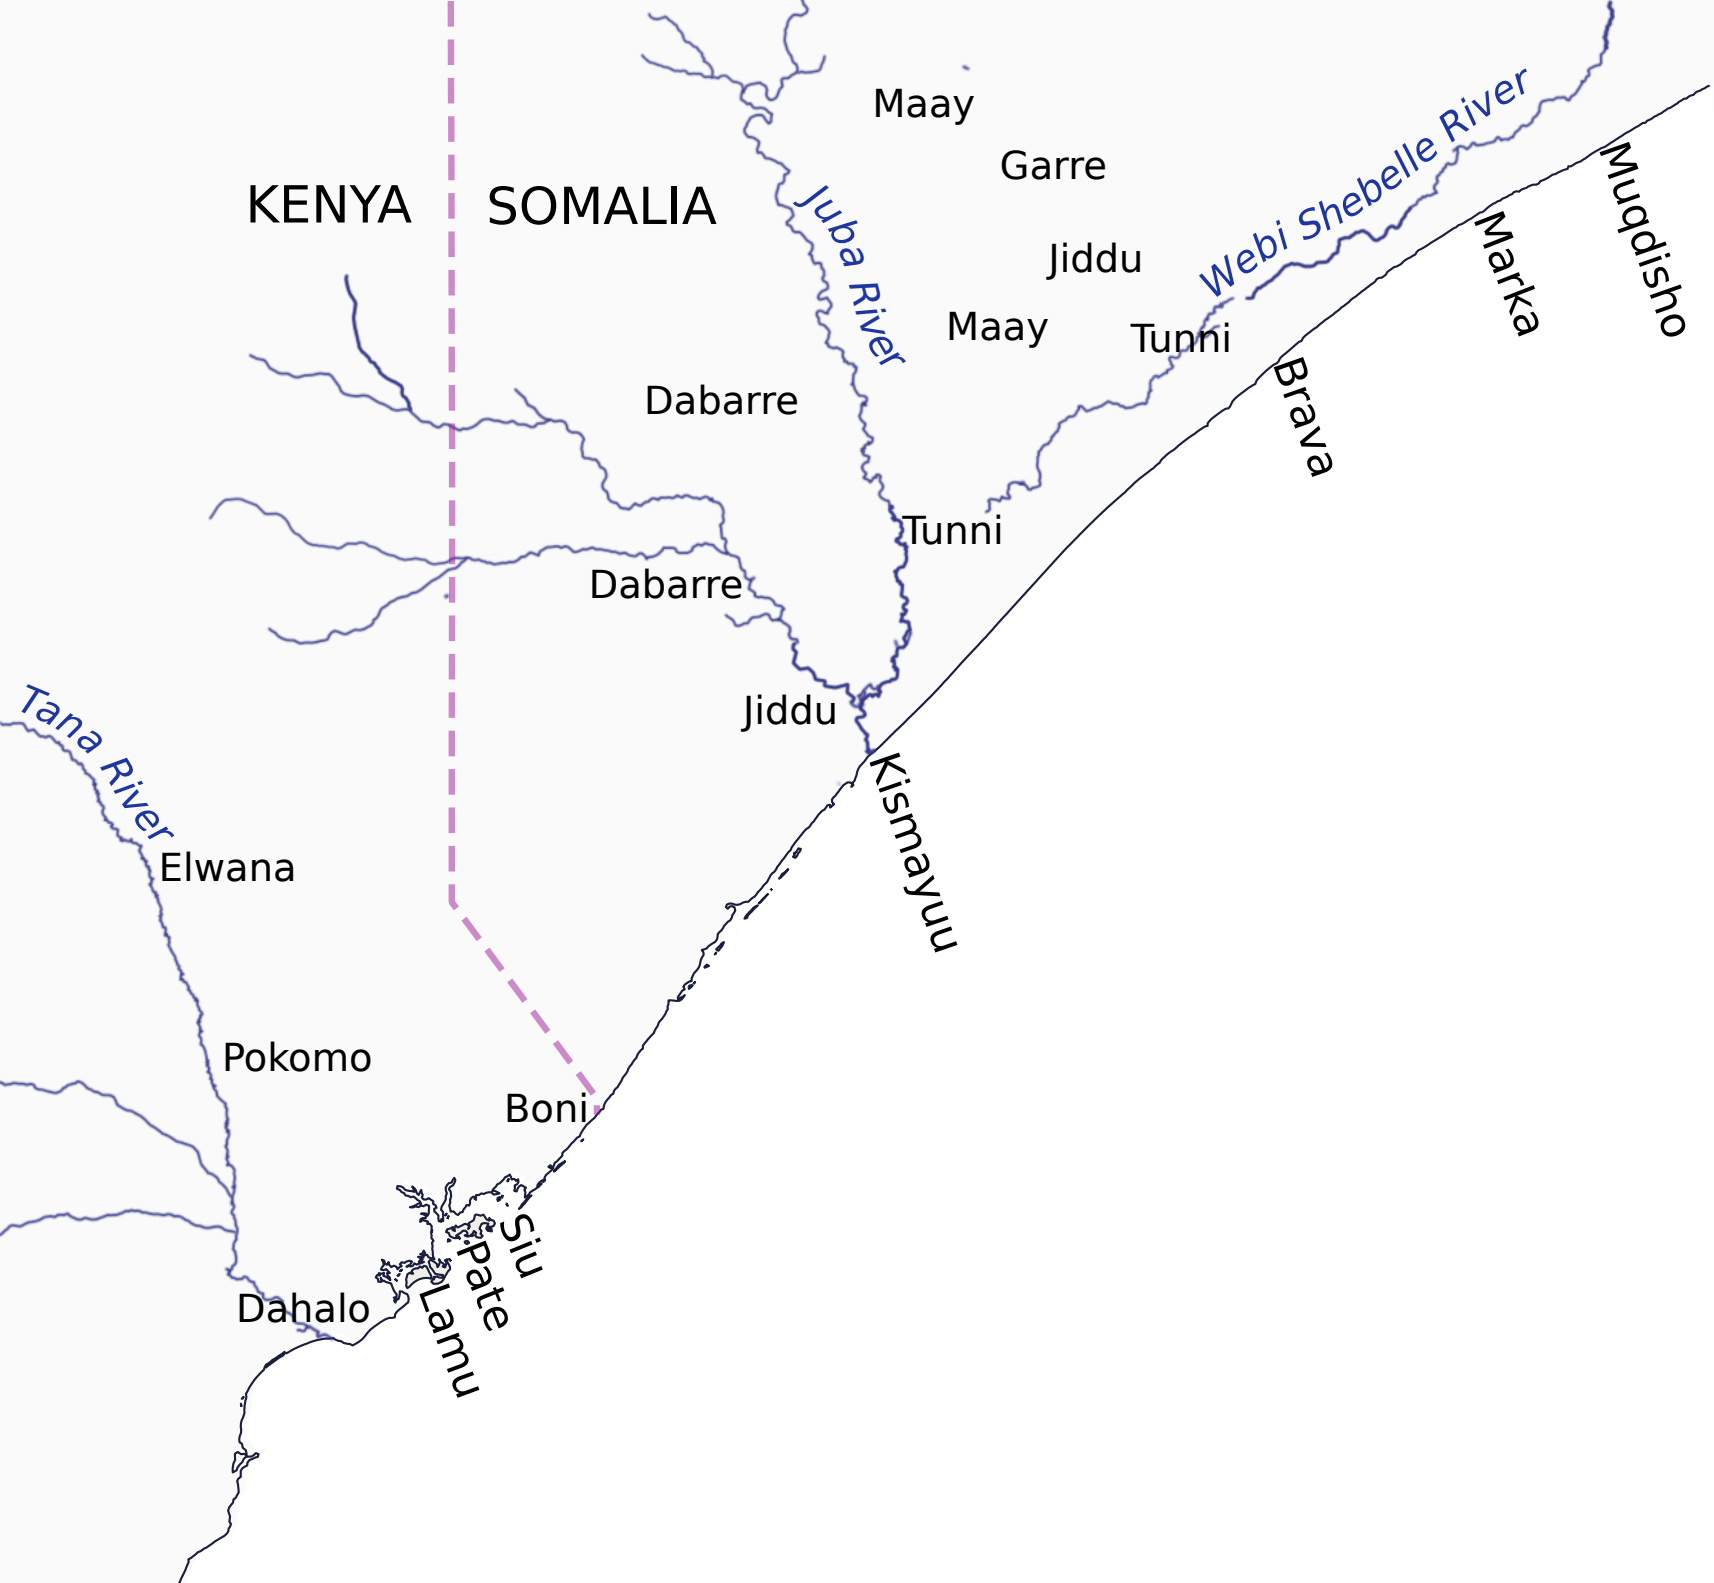 Maay
Webi Shebelle River
Garre
Muqdisho
KENYA
SOMALIA
Juba River
Marka
Jiddu
Maay
Tunni
Brava
Dabarre
Tunni
Dabarre
Jiddu
Tana River
Kismayuu
Elwana
Pokomo
Boni
Siu
Pate
Lamu
Dahalo